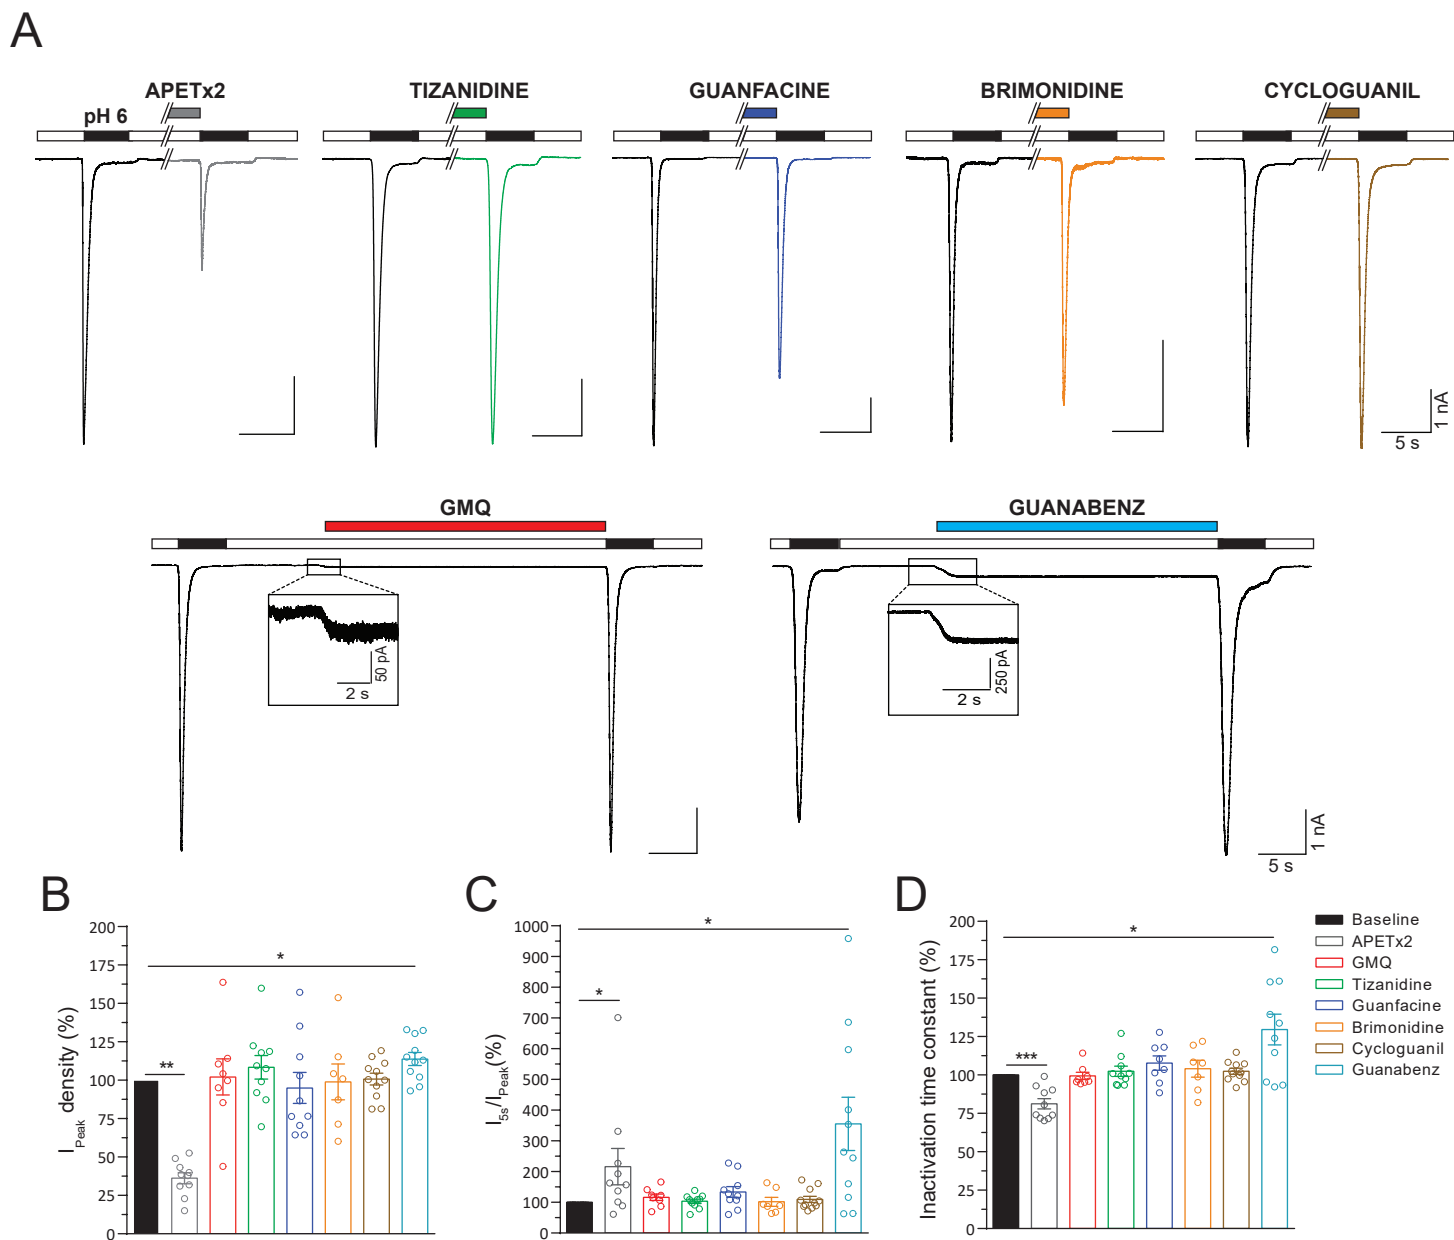 A
APETx2 TIZANIDINE GUANFACINE BRIMONIDINE CYCLOGUANIL
pH 6
1 nA
5 s
GMQ GUANABENZ
50 pA
2 s
250 pA
2 s
1 nA
5 s
B
I Peak density (%)
200
175
150
125
100
75
50
25
0
*
**
C
I5s/IPeak(%)
1000
900
800
700
600
500
400
300
200
100
0
*
*
D
Inactivation time constant (%)
200
175
150
125
100
75
50
25
0
*
***
Baseline
APETx2
GMQ
Tizanidine
Guanfacine
Brimonidine
Cycloguanil
Guanabenz